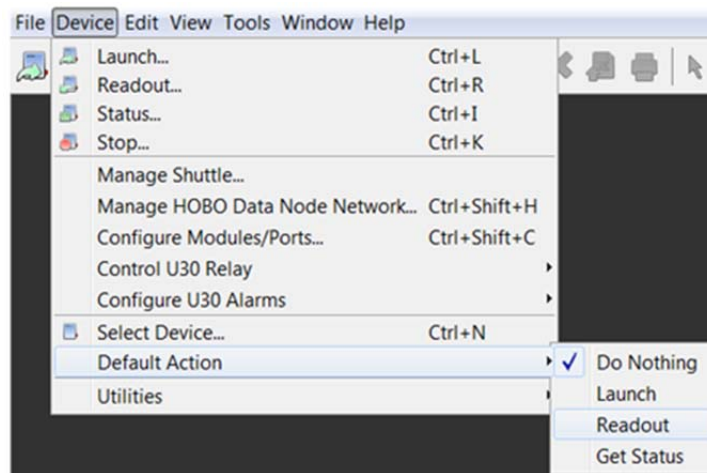 File Device Edit View Tools Window Help
Launch... Ctrl+L
Readout... Ctrl+R
Status... Ctrl+I
Stop... Ctrl+K
Manage Shuttle...
Manage HOBO Data Node Network... Ctrl+Shift+H
Configure Modules/Ports... Ctrl+Shift+C
Control U30 Relay
Configure U30 Alarms
Select Device... Ctrl+N
Default Action
Utilities
Do Nothing
Launch
Readout
Get Status